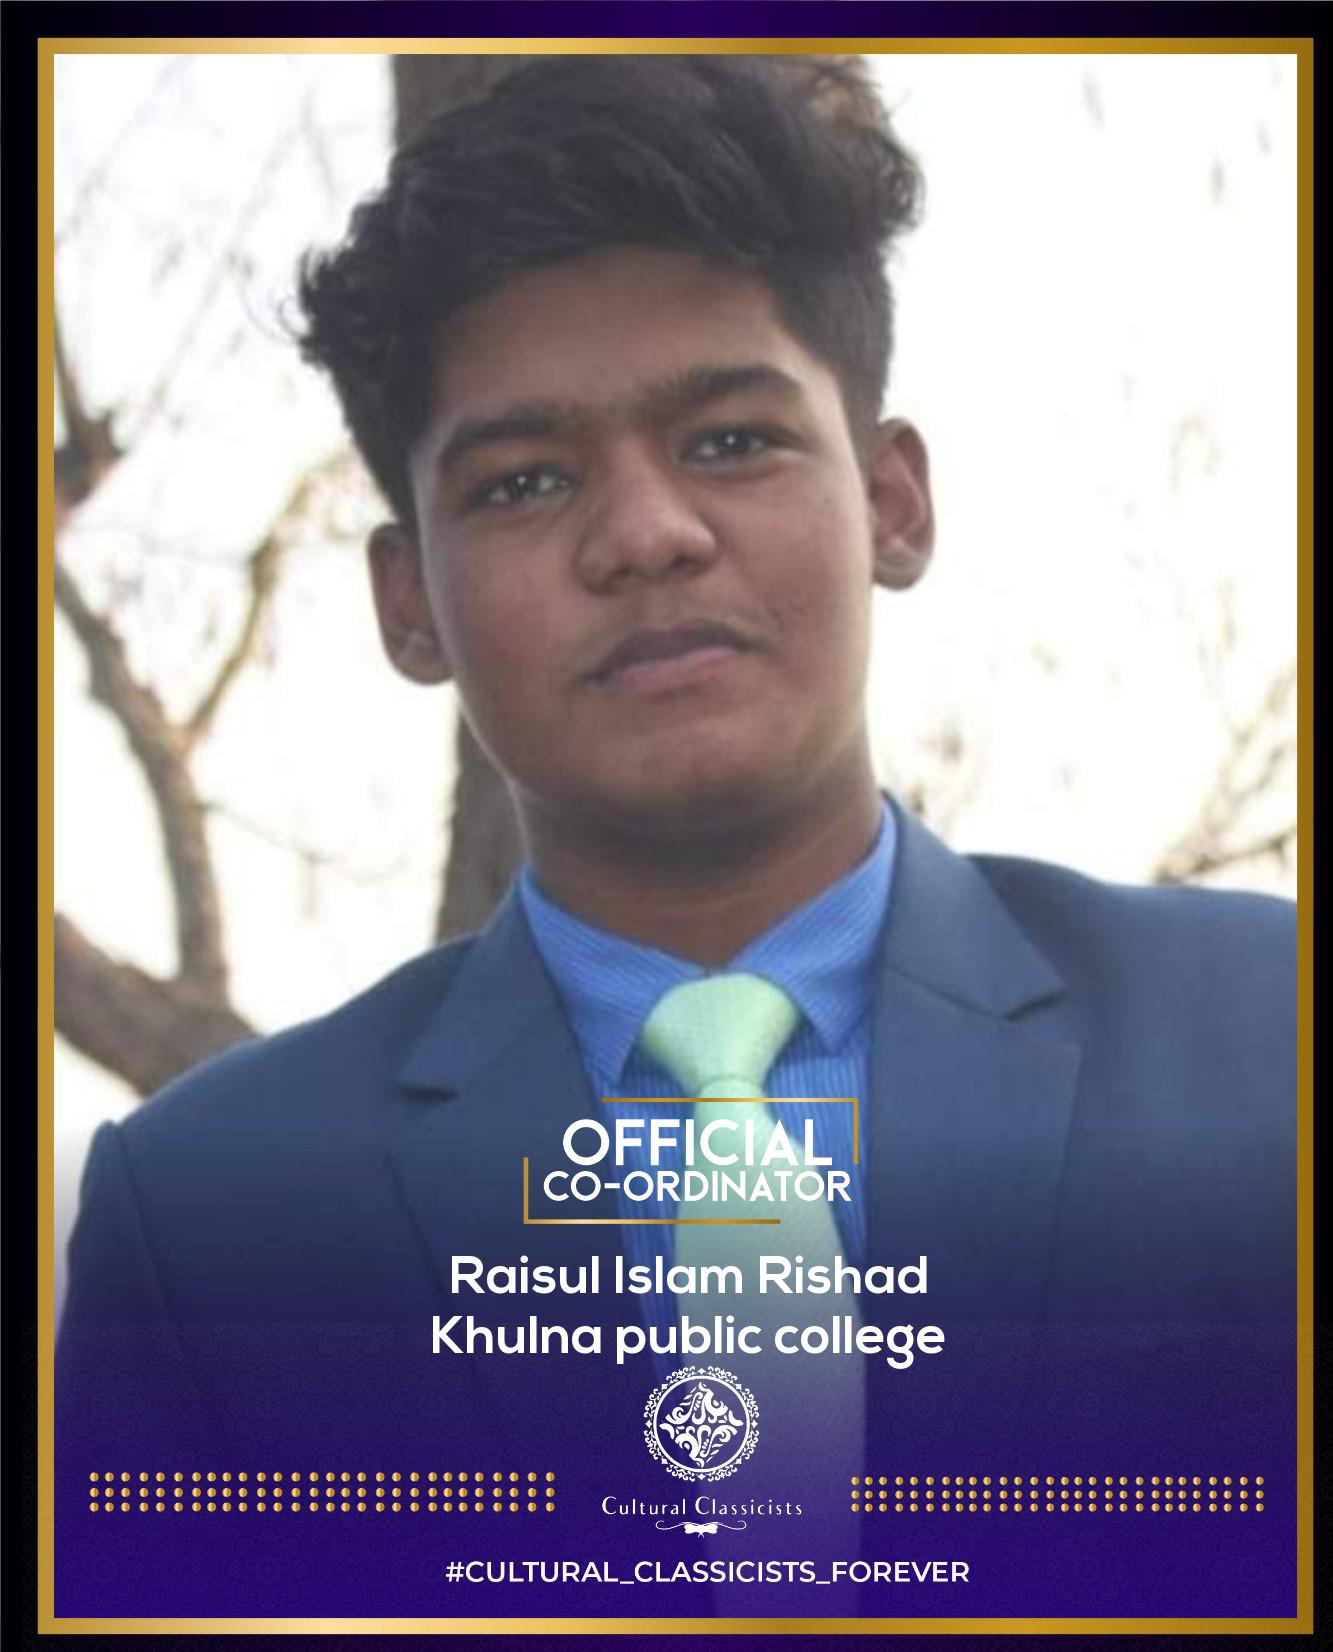 OFFICIAL
CO-ORDINATOR
Raisul Islam Rishad
Khulna public college
Cultural Classicists
#CULTURAL_CLASSICISTS_FOREVER